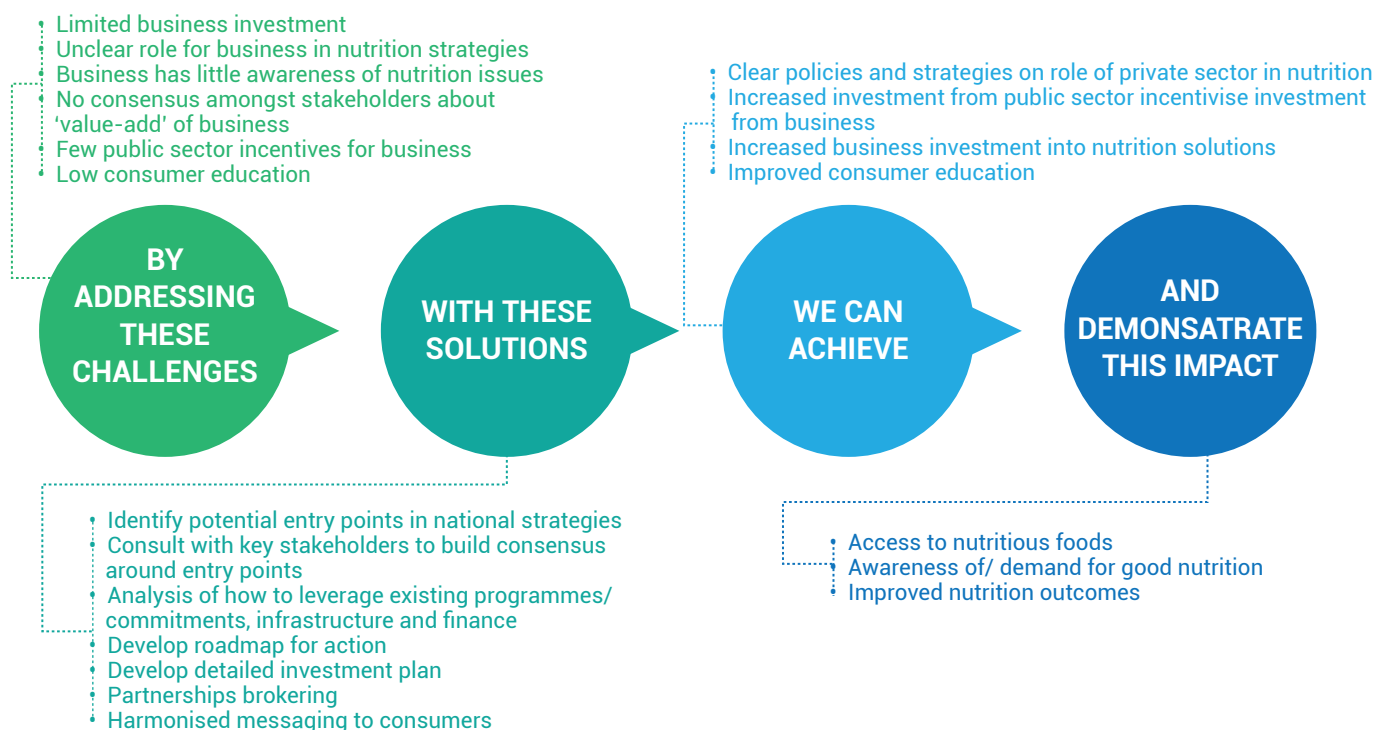 Limited business investment
Unclear role for business in nutrition strategies
Business has little awareness of nutrition issues
No consensus amongst stakeholders about
‘value-add’ of business
Few public sector incentives for business
Low consumer education
Clear policies and strategies on role of private sector in nutrition
Increased investment from public sector incentivise investment
from business
Increased business investment into nutrition solutions
Improved consumer education
BY
ADDRESSING
THESE
CHALLENGES
WITH THESE
SOLUTIONS
WE CAN
ACHIEVE
AND
DEMONSATRATE
THIS IMPACT
Identify potential entry points in national strategies
Consult with key stakeholders to build consensus
around entry points
Analysis of how to leverage existing programmes/
commitments, infrastructure and finance
Develop roadmap for action
Develop detailed investment plan
Partnerships brokering
Harmonised messaging to consumers
Access to nutritious foods
Awareness of/ demand for good nutrition
Improved nutrition outcomes